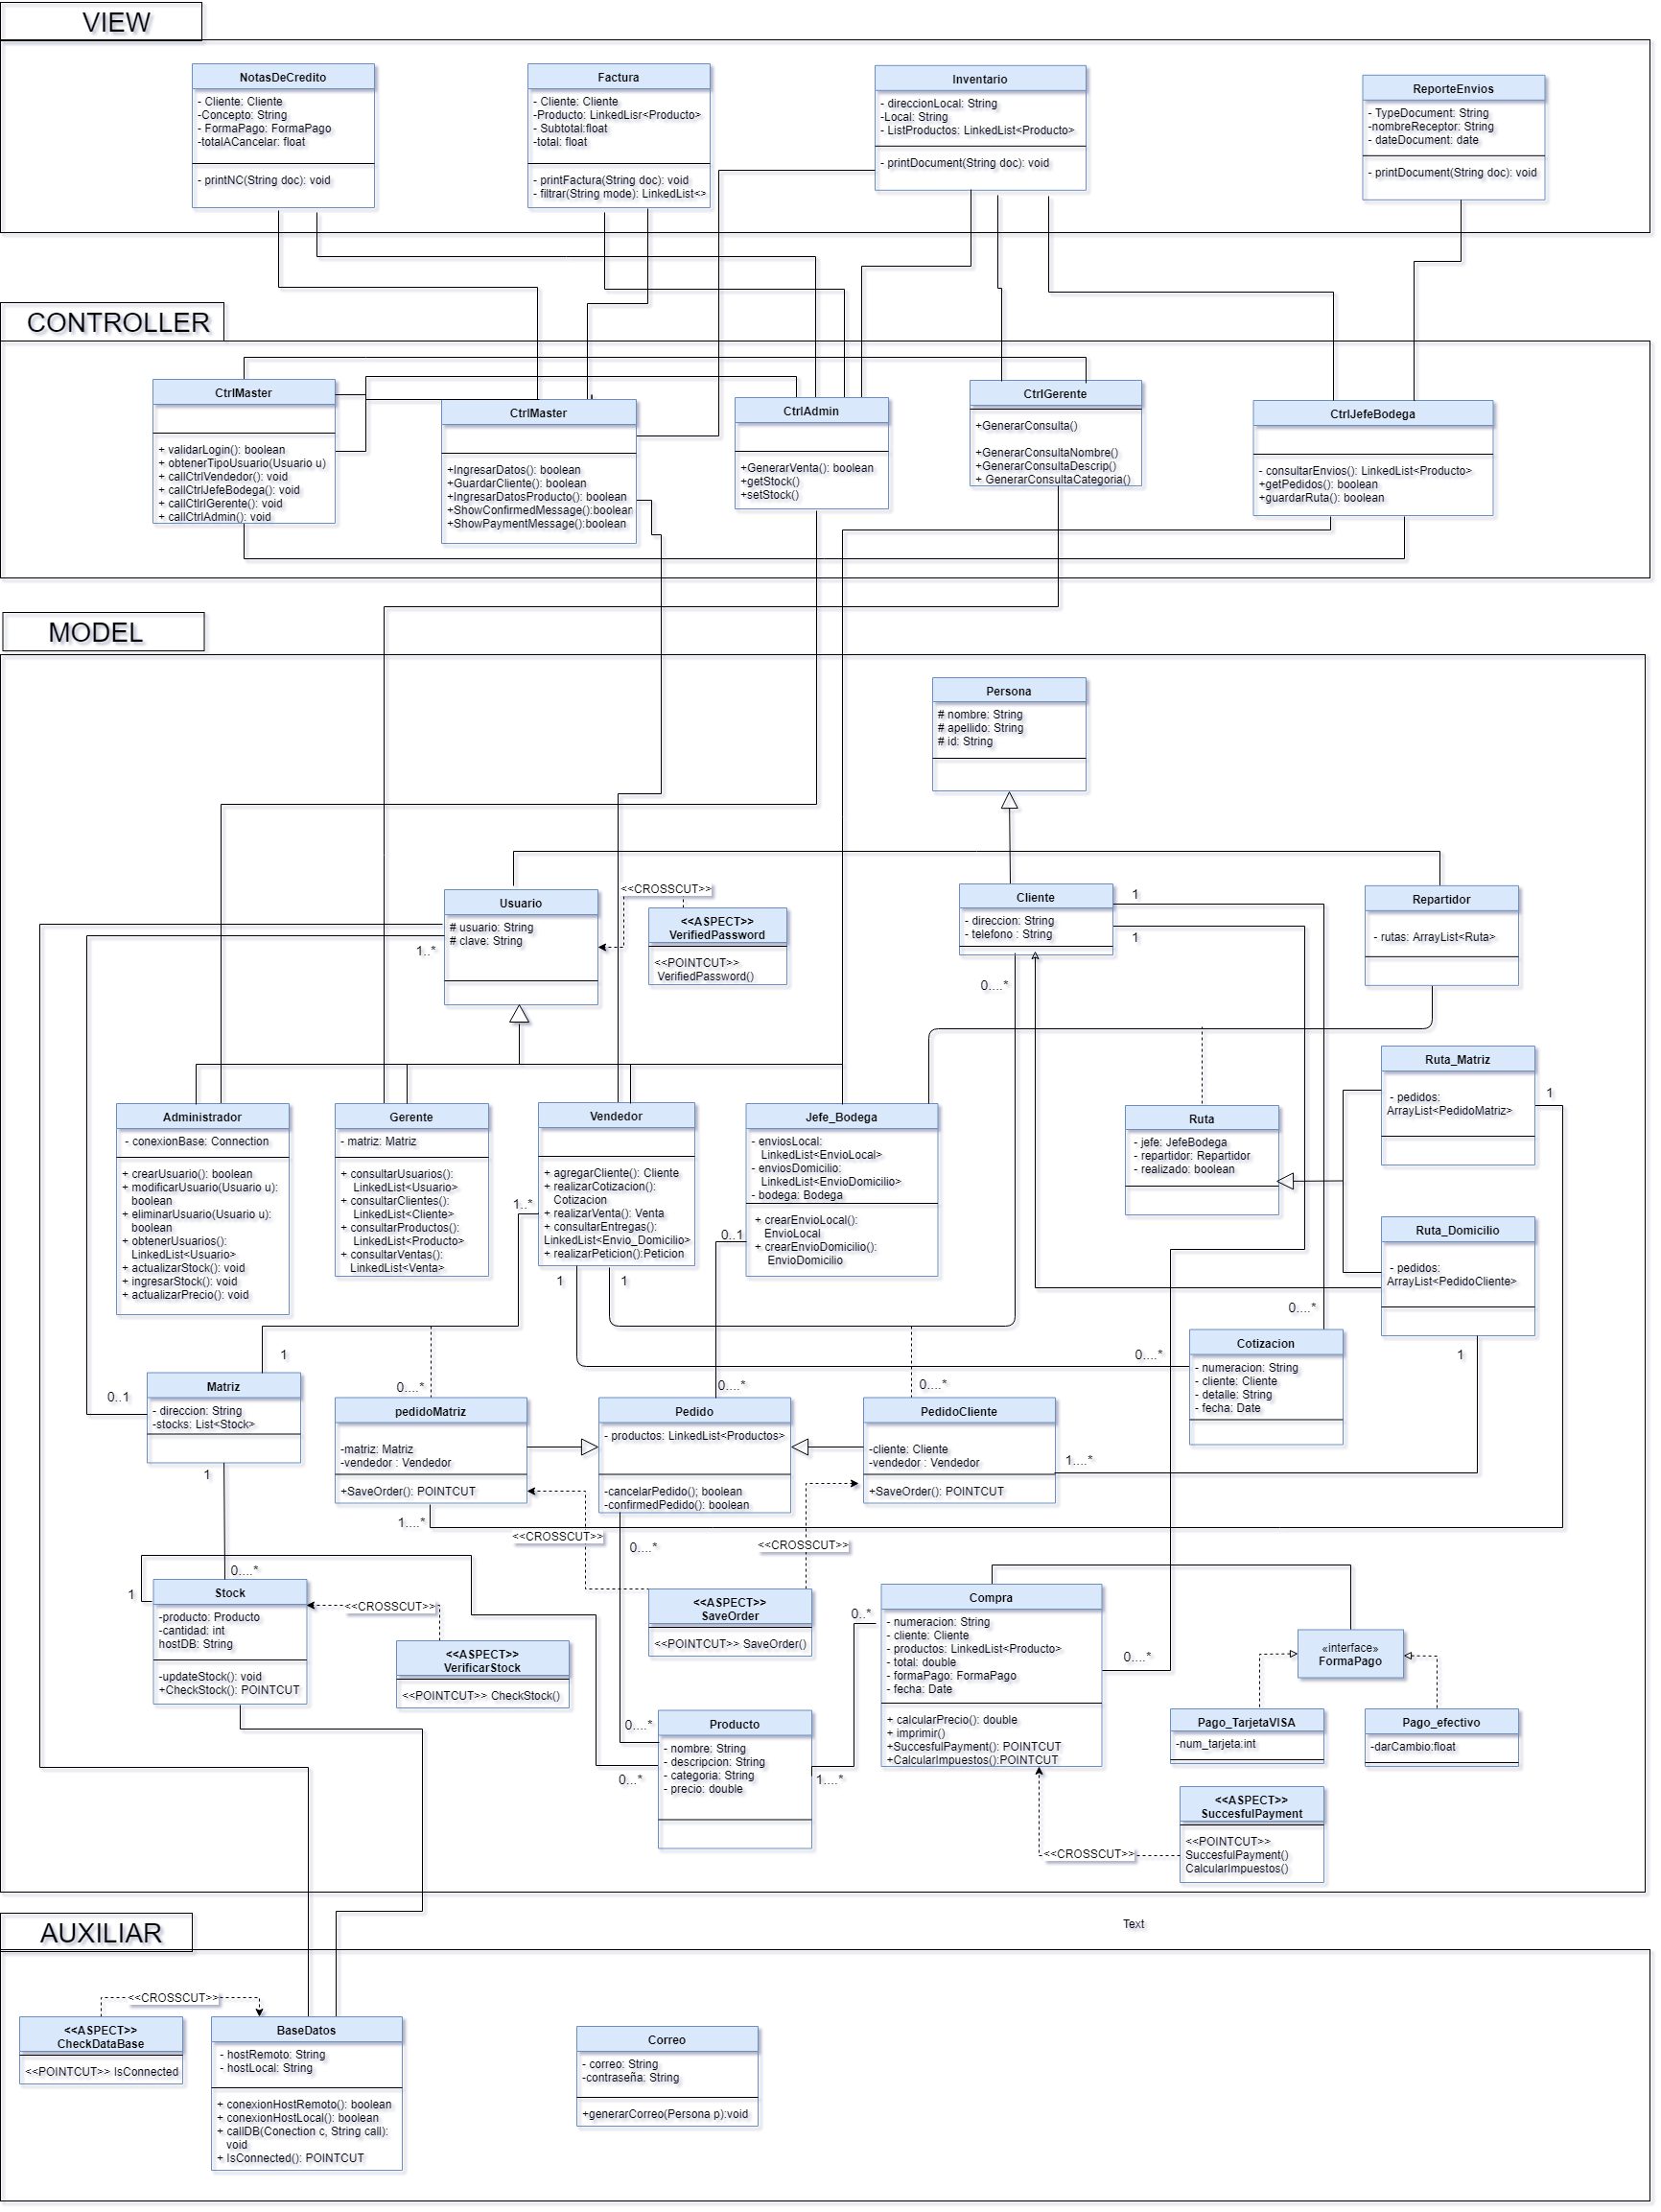 VIEW
NotasDeCredito
- Cliente: Cliente
-Concepto: String
- FormaPago: FormaPago
-totalACancelar: float
- printNC(String doc): void
Factura
- Cliente: Cliente
-Producto: LinkedLisr<Producto>
- Subtotal:float
-total: float
- printFactura(String doc): void
- filtrar(String mode): LinkedList<>
Inventario
- direccionLocal: String
-Local: String
- ListProductos: LinkedList<Producto>
- printDocument(String doc): void
ReporteEnvios
- TypeDocument: String
-nombreReceptor: String
- dateDocument: date
- printDocument(String doc): void
CONTROLLER
CtrlMaster
+ validarLogin(): boolean
+ obtenerTipoUsuario(Usuario u)
+ callCtrlVendedor(): void
+ callCtrlJefeBodega(): void
+ callCtlrlGerente(): void
+ callCtrlAdmin(): void
CtrlMaster
+IngresarDatos(): boolean
+GuardarCliente(): boolean
+IngresarDatosProducto(): boolean
+ShowConfirmedMessage():boolean
+ShowPaymentMessage():boolean
CtrlAdmin
+GenerarVenta(): boolean
+getStock()
+setStock()
CtrlGerente
+GenerarConsulta()
+GenerarConsultaNombre()
+GenerarConsultaDescrip()
+ GenerarConsultaCategoria()
CtrlJefeBodega
- consultarEnvios(): LinkedList<Producto>
+getPedidos(): boolean
+guardarRuta(): boolean
MODEL
Persona
# nombre: String
# apellido: String
# id: String
Usuario
# usuario: String
# clave: String
1..*
<<CROSSCUT>>
<<ASPECT>>
VerifiedPassword
<<POINTCUT>>
VerifiedPassword()
Cliente
- direccion: String
- telefono : String
1
1
0....*
Repartidor
- rutas: ArrayList<Ruta>
Ruta_Matriz
- pedidos:
ArrayList<PedidoMatriz>
1
Administrador
- conexionBase: Connection
+ crearUsuario(): boolean
+ modificarUsuario(Usuario u):
boolean
+ eliminarUsuario(Usuario u):
boolean
+ obtenerUsuarios():
LinkedList<Usuario>
+ actualizarStock(): void
+ ingresarStock(): void
+ actualizarPrecio(): void
Gerente
- matriz: Matriz
+ consultarUsuarios():
LinkedList<Usuario>
+ consultarClientes():
LinkedList<Cliente>
+ consultarProductos():
LinkedList<Producto>
+ consultarVentas():
LinkedList<Venta>
Vendedor
+ agregarCliente(): Cliente
+ realizarCotizacion():
Cotizacion
+ realizarVenta(): Venta
+ consultarEntregas():
LinkedList<Envio_Domicilio>
+ realizarPeticion():Peticion
1..*
1
1
Jefe_Bodega
- enviosLocal:
LinkedList<EnvioLocal>
- enviosDomicilio:
LinkedList<EnvioDomicilio>
- bodega: Bodega
+ crearEnvioLocal():
EnvioLocal
+ crearEnvioDomicilio():
EnvioDomicilio
0..1
Ruta
- jefe: JefeBodega
- repartidor: Repartidor
- realizado: boolean
Ruta_Domicilio
- pedidos:
ArrayList<PedidoCliente>
1
0....*
Cotizacion
- numeracion: String
- cliente: Cliente
- detalle: String
- fecha: Date
0....*
1
0..1
Matriz
- direccion: String
-stocks: List<Stock>
1
0....*
pedidoMatriz
-matriz: Matriz
-vendedor : Vendedor
+SaveOrder(): POINTCUT
1....*
0....*
Pedido
- productos: LinkedList<Productos>
-cancelarPedido(); boolean
-confirmedPedido(): boolean
0....*
0....*
PedidoCliente
-cliente: Cliente
-vendedor : Vendedor
+SaveOrder(): POINTCUT
1....*
<<CROSSCUT>>
<<CROSSCUT>>
0....*
1
Stock
-producto: Producto
-cantidad: int
hostDB: String
-updateStock(): void
+CheckStock(): POINTCUT
<<CROSSCUT>>
<<ASPECT>>
VerificarStock
<<POINTCUT>> CheckStock()
<<ASPECT>>
SaveOrder
<<POINTCUT>> SaveOrder()
0..*
Compra
- numeracion: String
- cliente: Cliente
- productos: LinkedList<Producto>
- total: double
- formaPago: FormaPago
- fecha: Date
+ calcularPrecio(): double
+ imprimir()
+SuccesfulPayment(): POINTCUT
+CalcularImpuestos():POINTCUT
0....*
«interface»
FormaPago
Pago_TarjetaVISA
-num_tarjeta:int
Pago_efectivo
-darCambio:float
0....*
Producto
- nombre: String
- descripcion: String
- categoria: String
- precio: double
0...*
1....*
<<CROSSCUT>>
<<ASPECT>>
SuccesfulPayment
<<POINTCUT>>
SuccesfulPayment()
CalcularImpuestos()
AUXILIAR
Text
<<CROSSCUT>>
<<ASPECT>>
CheckDataBase
<<POINTCUT>> IsConnected
BaseDatos
- hostRemoto: String
- hostLocal: String
+ conexionHostRemoto(): boolean
+ conexionHostLocal(): boolean
+ callDB(Conection c, String call):
void
+ IsConnected(): POINTCUT
Correo
- correo: String
-contraseña: String
+generarCorreo(Persona p):void